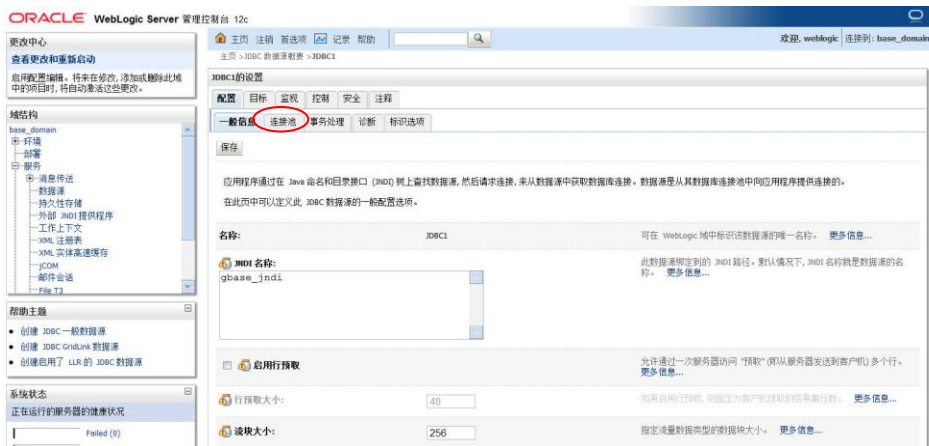 ORACLE WebLogic Server 管理控制台 12c
更改中心
查看更改和重新启动
启用配置编辑。将来在修改, 添加或删除此域
中的项目时, 将自动激活这些更改。
域结构
base_domain
环境
部署
服务
消息传送
数据源
持久性存储
外部 JNDI 提供程序
工作上下文
XML 注册表
XML 实体高速缓存
jCOM
邮件会话
File T3
帮助主题
创建 JDBC 一般数据源
创建 JDBC GridLink 数据源
创建启用了 LLR 的 JDBC 数据源
系统状态
正在运行的服务器的健康状况
Failed (0)
主页 注销 首选项 记录 帮助
欢迎, weblogic 连接到: base_domain
主页 >JDBC 数据源概要 >JDBC1
JDBC1的设置
配置 目标 监视 控制 安全 注释
一般信息 连接池 事务处理 诊断 标识选项
保存
应用程序通过在 Java 命名和目录接口 (JNDI) 树上查找数据源, 然后请求连接, 来从数据源中获取数据库连接。数据源是从其数据库连接池中向应用程序提供连接的。
在此页中可以定义此 JDBC 数据源的一般配置选项。
名称: JDBC1 可在 WebLogic 域中标识该数据源的唯一名称。 更多信息...
JNDI 名称:
gbase_jndi
此数据源绑定到的 JNDI 路径。默认情况下, JNDI 名称就是数据源的名
称。 更多信息...
启用行预取
允许通过一次服务器访问 "预取" (即从服务器发送到客户机) 多个行。
更多信息...
行预取大小: 48 如果启用行预取, 则指定为客户机预取的结果集行数。 更多信息...
流块大小: 256 指定流量数据类型的数据块大小。 更多信息...